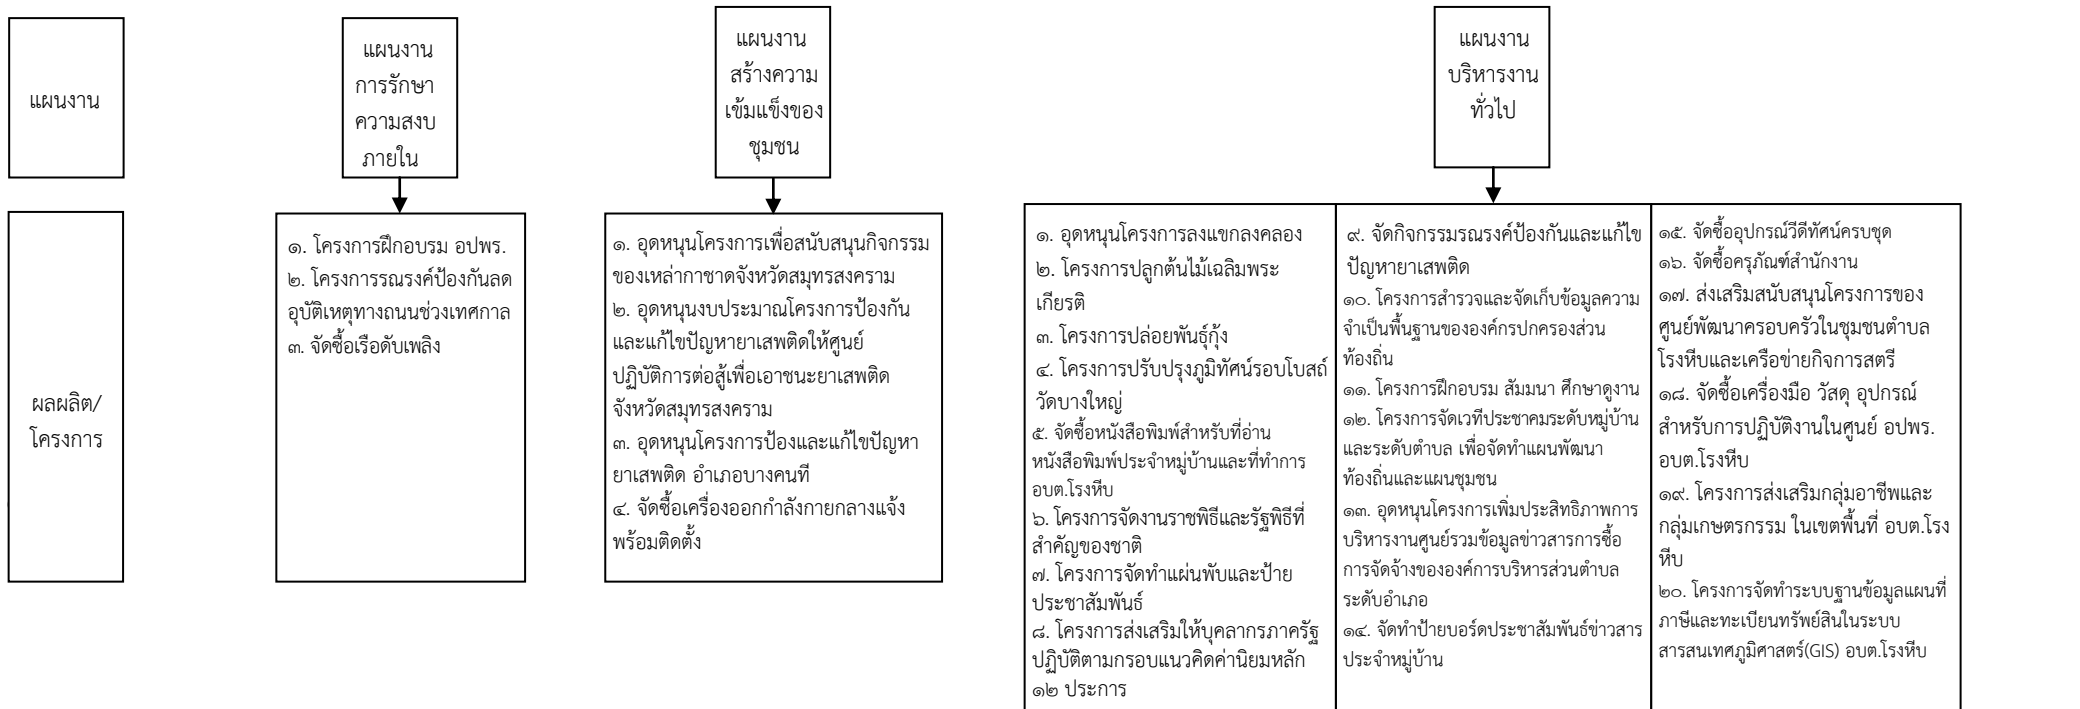 แผนงาน
แผนงาน
การรักษา
ความสงบ
ภายใน
แผนงาน
สร้างความ
เข้มแข็งของ
ชุมชน
แผนงาน
บริหารงาน
ทั่วไป
ผลผลิต/
โครงการ
๑. โครงการฝึกอบรม อปพร.
๒. โครงการรณรงค์ป้องกันลด
อุบัติเหตุทางถนนช่วงเทศกาล
๓. จัดซื้อเรือดับเพลิง
๑. อุดหนุนโครงการเพื่อสนับสนุนกิจกรรม
ของเหล่ากาชาดจังหวัดสมุทรสงคราม
๒. อุดหนุนงบประมาณโครงการป้องกัน
และแก้ไขปัญหายาเสพติดให้ศูนย์
ปฏิบัติการต่อสู้เพื่อเอาชนะยาเสพติด
จังหวัดสมุทรสงคราม
๓. อุดหนุนโครงการป้องและแก้ไขปัญหา
ยาเสพติด อำเภอบางคนที
๔. จัดซื้อเครื่องออกกำลังกายกลางแจ้ง
พร้อมติดตั้ง
๑. อุดหนุนโครงการลงแขกลงคลอง
๒. โครงการปลูกต้นไม้เฉลิมพระ
เกียรติ
๓. โครงการปล่อยพันธุ์กุ้ง
๔. โครงการปรับปรุงภูมิทัศน์รอบโบสถ์
วัดบางใหญ่
๕. จัดซื้อหนังสือพิมพ์สำหรับที่อ่าน
หนังสือพิมพ์ประจำหมู่บ้านและที่ทำการ
อบต.โรงหีบ
๖. โครงการจัดงานราชพิธีและรัฐพิธีที่
สำคัญของชาติ
๗. โครงการจัดทำแผ่นพับและป้าย
ประชาสัมพันธ์
๘. โครงการส่งเสริมให้บุคลากรภาครัฐ
ปฏิบัติตามกรอบแนวคิดค่านิยมหลัก
๑๒ ประการ
๙. จัดกิจกรรมรณรงค์ป้องกันและแก้ไข
ปัญหายาเสพติด
๑๐. โครงการสำรวจและจัดเก็บข้อมูลความ
จำเป็นพื้นฐานขององค์กรปกครองส่วน
ท้องถิ่น
๑๑. โครงการฝึกอบรม สัมมนา ศึกษาดูงาน
๑๒. โครงการจัดเวทีประชาคมระดับหมู่บ้าน
และระดับตำบล เพื่อจัดทำแผนพัฒนา
ท้องถิ่นและแผนชุมชน
๑๓. อุดหนุนโครงการเพิ่มประสิทธิภาพการ
บริหารงานศูนย์รวมข้อมูลข่าวสารการซื้อ
การจัดจ้างขององค์การบริหารส่วนตำบล
ระดับอำเภอ
๑๔. จัดทำป้ายบอร์ดประชาสัมพันธ์ข่าวสาร
ประจำหมู่บ้าน
๑๕. จัดซื้ออุปกรณ์วีดีทัศน์ครบชุด
๑๖. จัดซื้อครุภัณฑ์สำนักงาน
๑๗. ส่งเสริมสนับสนุนโครงการของ
ศูนย์พัฒนาครอบครัวในชุมชนตำบล
โรงหีบและเครือข่ายกิจการสตรี
๑๘. จัดซื้อเครื่องมือ วัสดุ อุปกรณ์
สำหรับการปฏิบัติงานในศูนย์ อปพร.
อบต.โรงหีบ
๑๙. โครงการส่งเสริมกลุ่มอาชีพและ
กลุ่มเกษตรกรรม ในเขตพื้นที่ อบต.โรง
หีบ
๒๐. โครงการจัดทำระบบฐานข้อมูลแผนที่
ภาษีและทะเบียนทรัพย์สินในระบบ
สารสนเทศภูมิศาสตร์(GIS) อบต.โรงหีบ